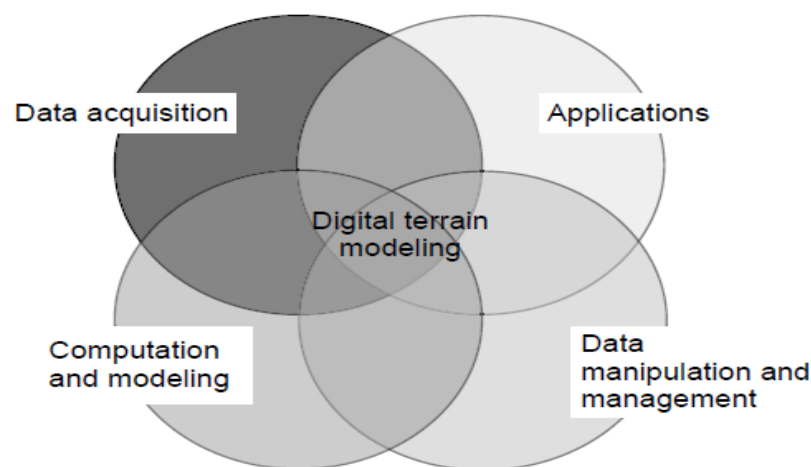 Data acquisition
Applications
Digital terrain
modeling
Computation
and modeling
Data
manipulation and
management